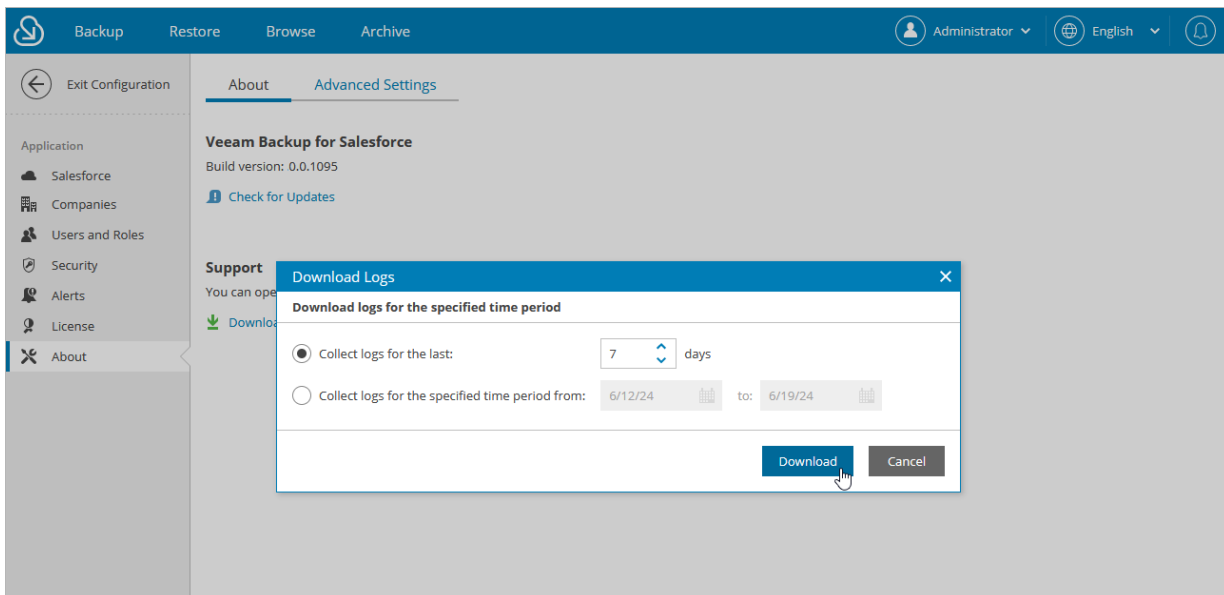 Backup Restore Browse Archive Administrator English
Exit Configuration
About Advanced Settings
Application
Salesforce
Companies
Users and Roles
Security
Alerts
License
About
Veeam Backup for Salesforce
Build version: 0.0.1095
Check for Updates
Support
You can ope
Downloa
Download Logs
Download logs for the specified time period
Collect logs for the last: 7 days
Collect logs for the specified time period from: 6/12/24 to: 6/19/24
Download Cancel